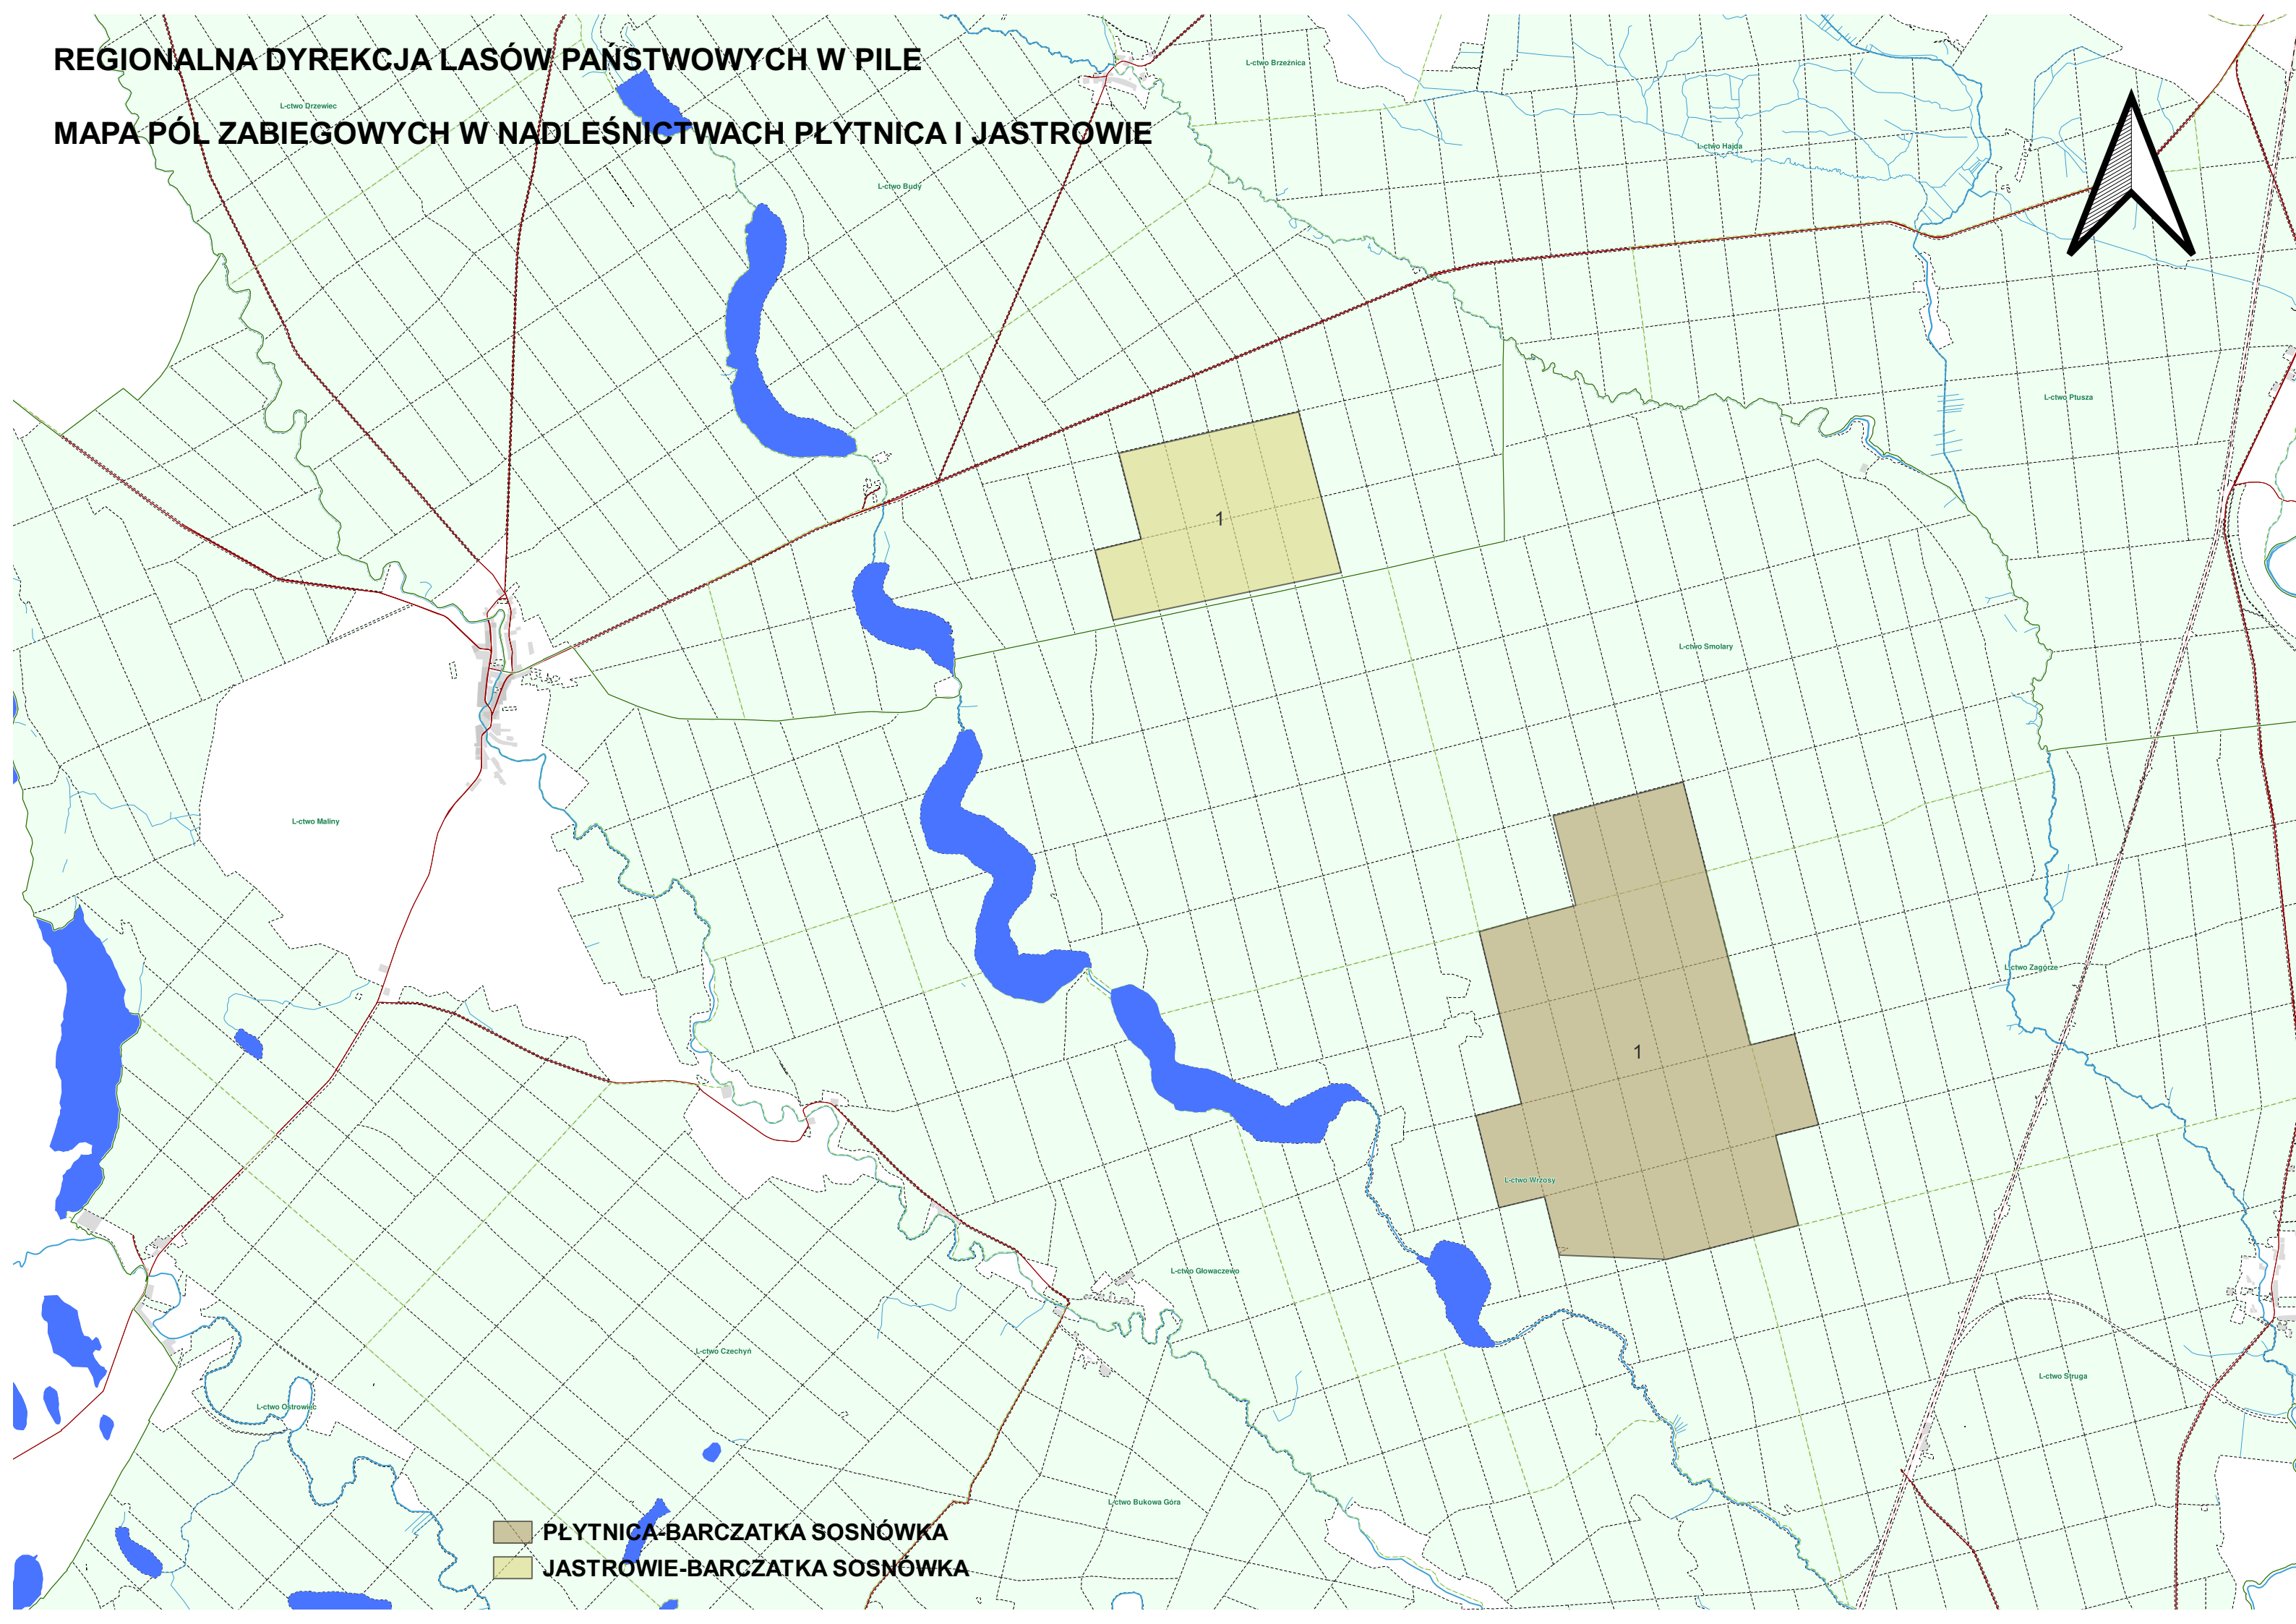 REGIONALNA DYREKCJA LASÓW PAŃSTWOWYCH W PILE
L-ctwo Brzeźnica
L-ctwo Drzewiec
MAPA PÓL ZABIEGOWYCH W NADLEŚNICTWACH PŁYTNICA I JASTROWIE
L-ctwo Hajda
L-ctwo Budy
L-ctwo Ptusza
1
L-ctwo Smolary
L-ctwo Maliny
L-ctwo Zagórze
1
L-ctwo Wrzosy
L-ctwo Głowaczewo
L-ctwo Czechyń
L-ctwo Struga
L-ctwo Ostrowiec
L-ctwo Bukowa Góra
PŁYTNICA-BARCZATKA SOSNÓWKA
JASTROWIE-BARCZATKA SOSNÓWKA